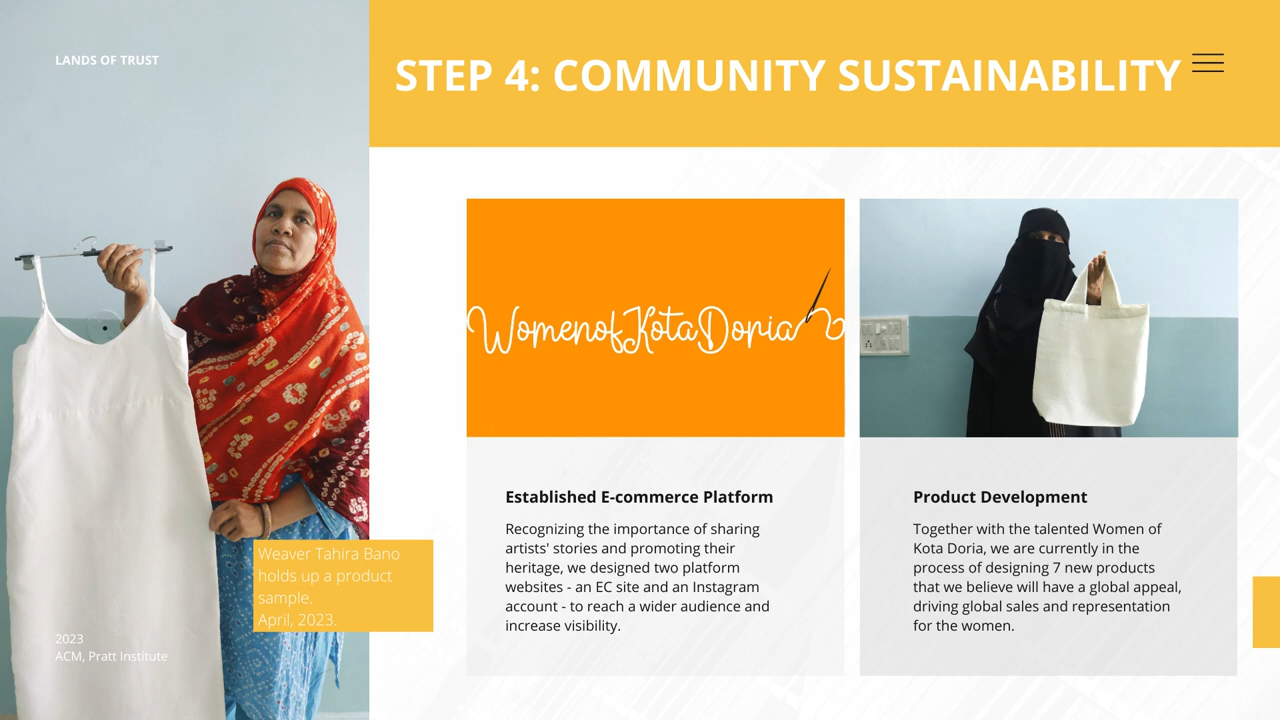 LANDS OF TRUST
STEP 4: COMMUNITY SUSTAINABILITY
WomenofKotaDoria
Established E-commerce Platform
Recognizing the importance of sharing
artists' stories and promoting their
heritage, we designed two platform
websites - an EC site and an Instagram
account - to reach a wider audience and
increase visibility.
Product Development
Together with the talented Women of
Kota Doria, we are currently in the
process of designing 7 new products
that we believe will have a global appeal,
driving global sales and representation
for the women.
Weaver Tahira Bano
holds up a product
sample.
April, 2023.
2023
ACM, Pratt Institute